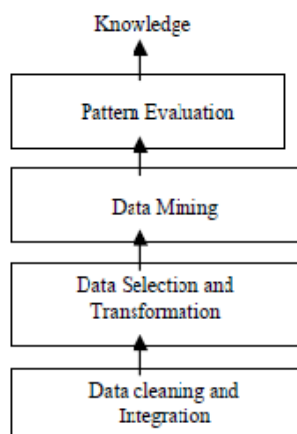 Knowledge
Pattern Evaluation
Data Mining
Data Selection and
Transformation
Data cleaning and
Integration